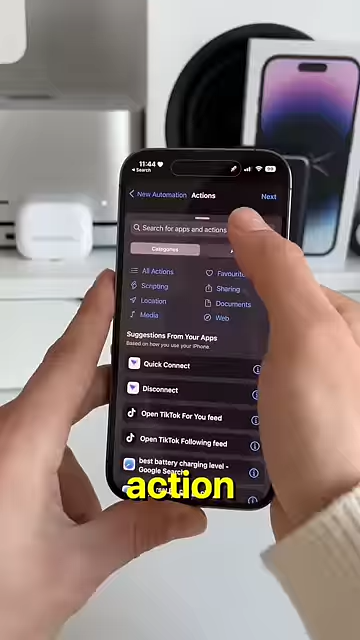 11:44
Search
98
New Automation
Actions
Next
Search for apps and actions
Categories
All Actions
Favourite
Scripting
Sharing
Location
Documents
Media
Web
Suggestions From Your Apps
Based on how you use your iPhone.
Quick Connect
Disconnect
Open TikTok For You feed
Open TikTok Following feed
best battery charging level -
Google Search
action